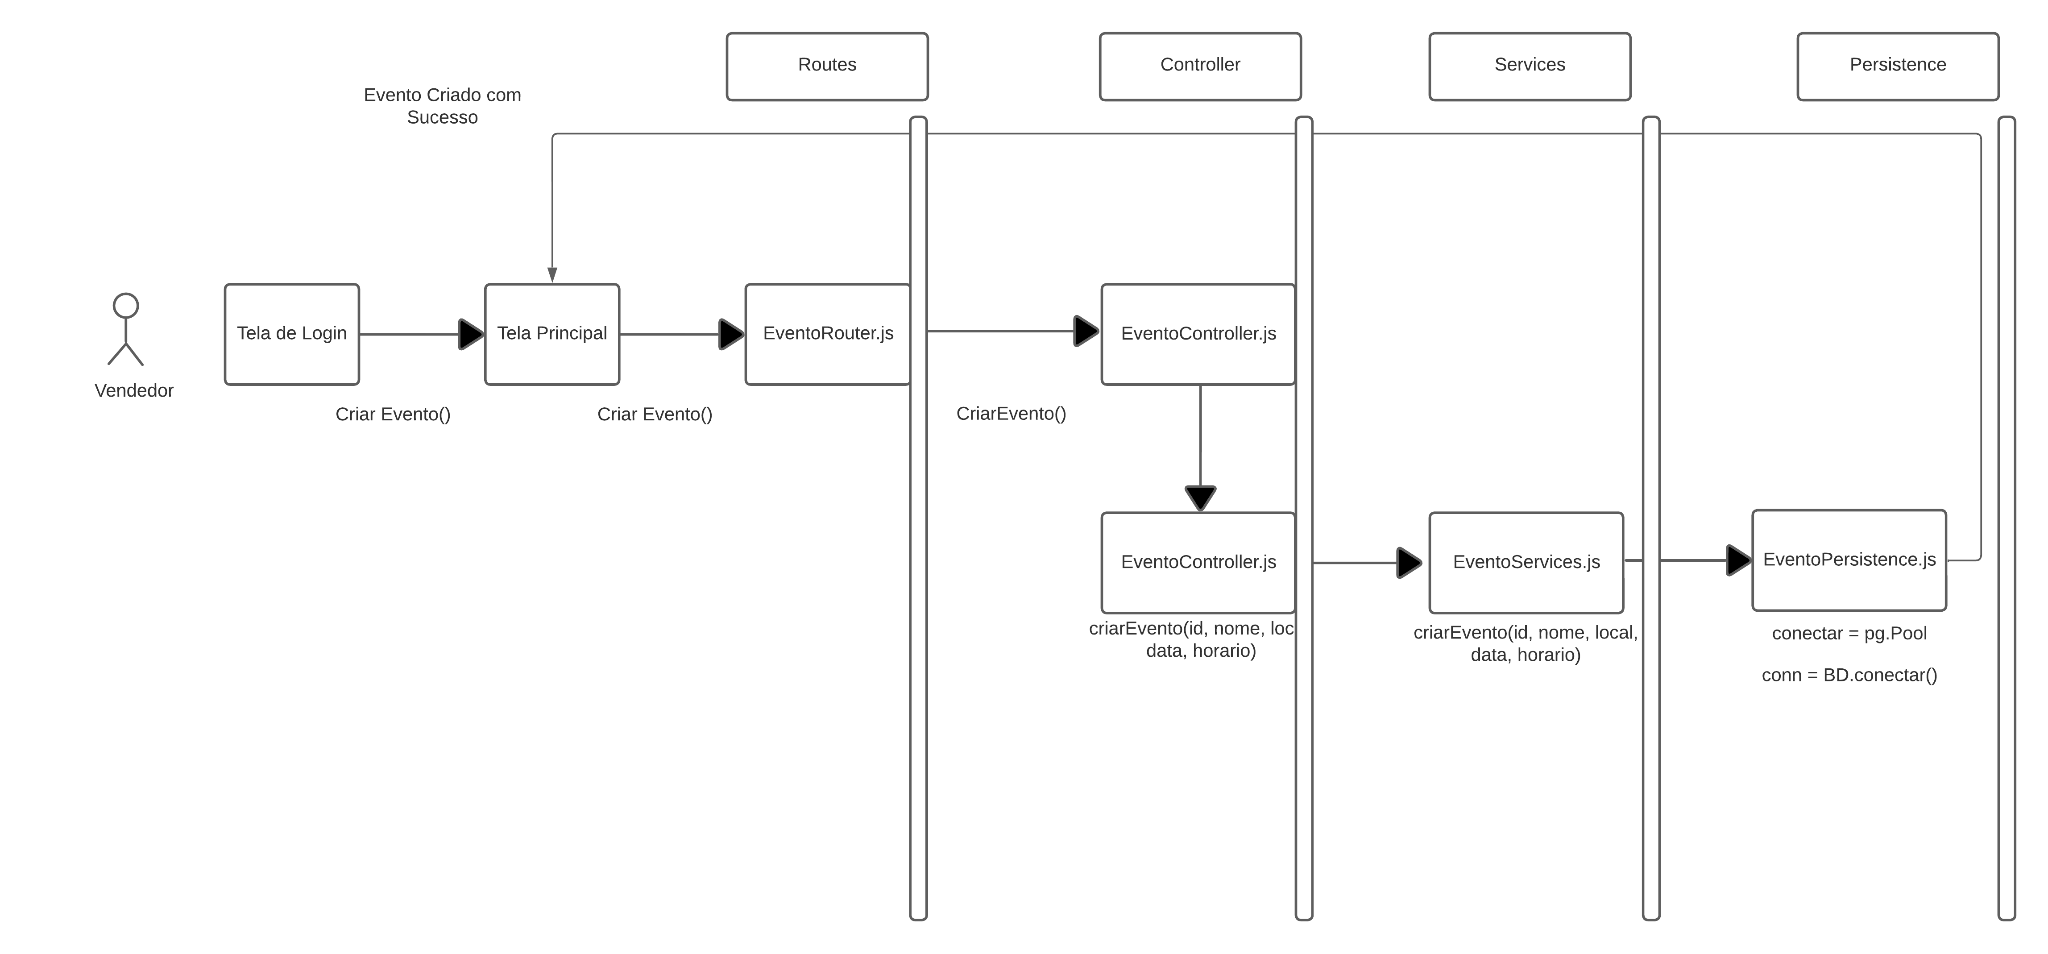 Routes
Controller
Services
Persistence
Evento Criado com
Sucesso
Tela de Login
Tela Principal
EventoRouter.js
EventoController.js
Vendedor
Criar Evento()
Criar Evento()
CriarEvento()
EventoController.js
EventoServices.js
EventoPersistence.js
criarEvento(id, nome, loc
data, horario)
criarEvento(id, nome, local,
data, horario)
conectar = pg.Pool
conn = BD.conectar()